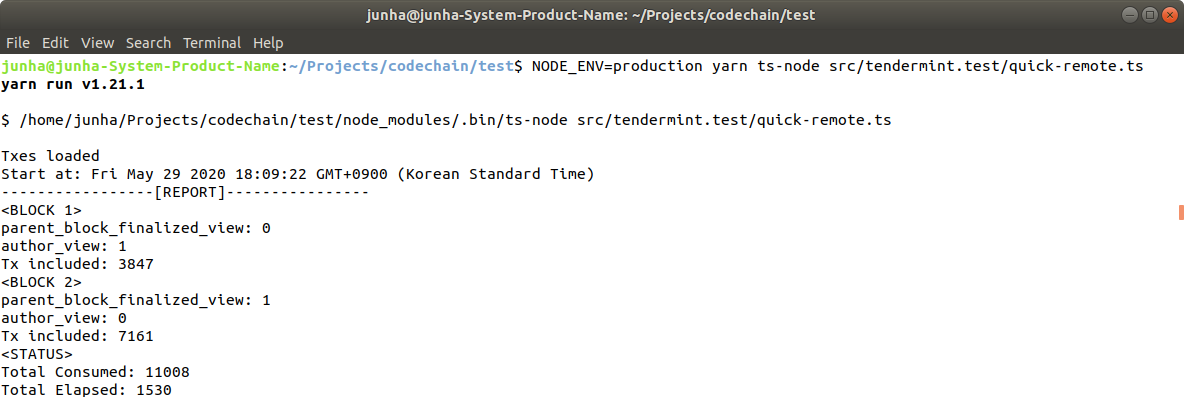 junha@junha-System-Product-Name: ~/Projects/codechain/test
File Edit View Search Terminal Help
junha@junha-System-Product-Name:~/Projects/codechain/test$ NODE_ENV=production yarn ts-node src/tendermint.test/quick-remote.ts
yarn run v1.21.1
$ /home/junha/Projects/codechain/test/node_modules/.bin/ts-node src/tendermint.test/quick-remote.ts
Txes loaded
Start at: Fri May 29 2020 18:09:22 GMT+0900 (Korean Standard Time)
-----------------[REPORT]----------------
<BLOCK 1>
parent_block_finalized_view: 0
author_view: 1
Tx included: 3847
<BLOCK 2>
parent_block_finalized_view: 1
author_view: 0
Tx included: 7161
<STATUS>
Total Consumed: 11008
Total Elapsed: 1530